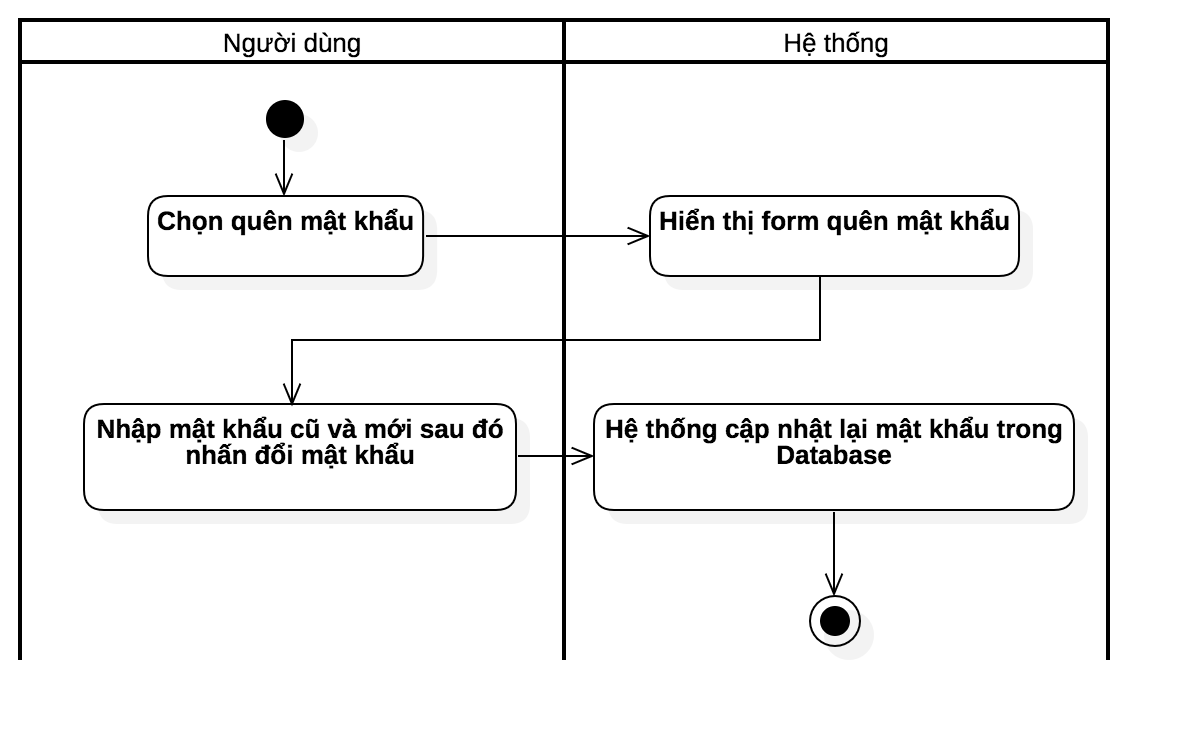 Người dùng
Hệ thống
Chọn quên mật khẩu
Hiển thị form quên mật khẩu
Nhập mật khẩu cũ và mới sau đó
nhấn đổi mật khẩu
Hệ thống cập nhật lại mật khẩu trong
Database